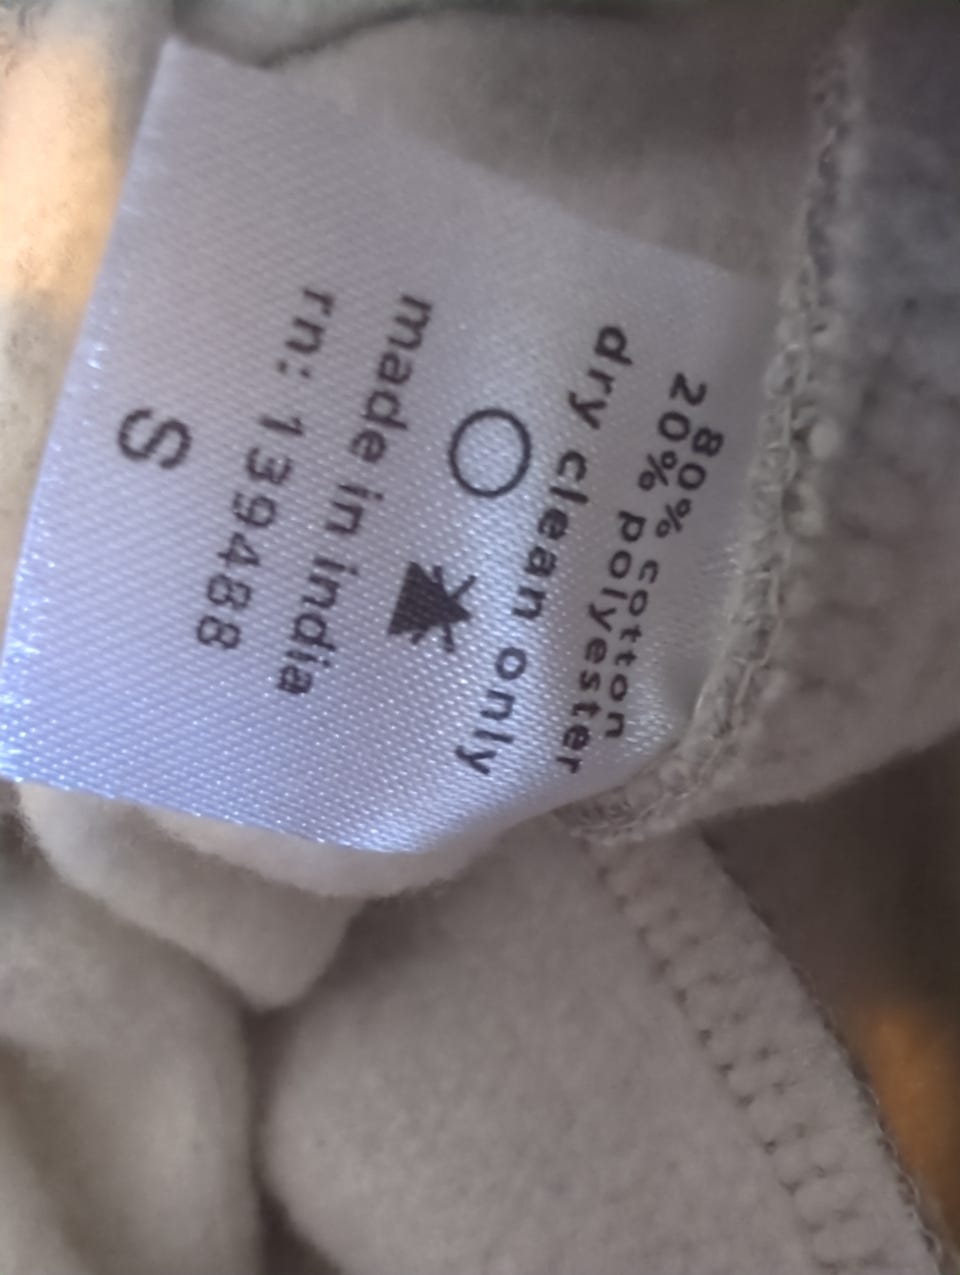 80% cotton
20% polyester
dry clean only
made in india
rn: 139488
S